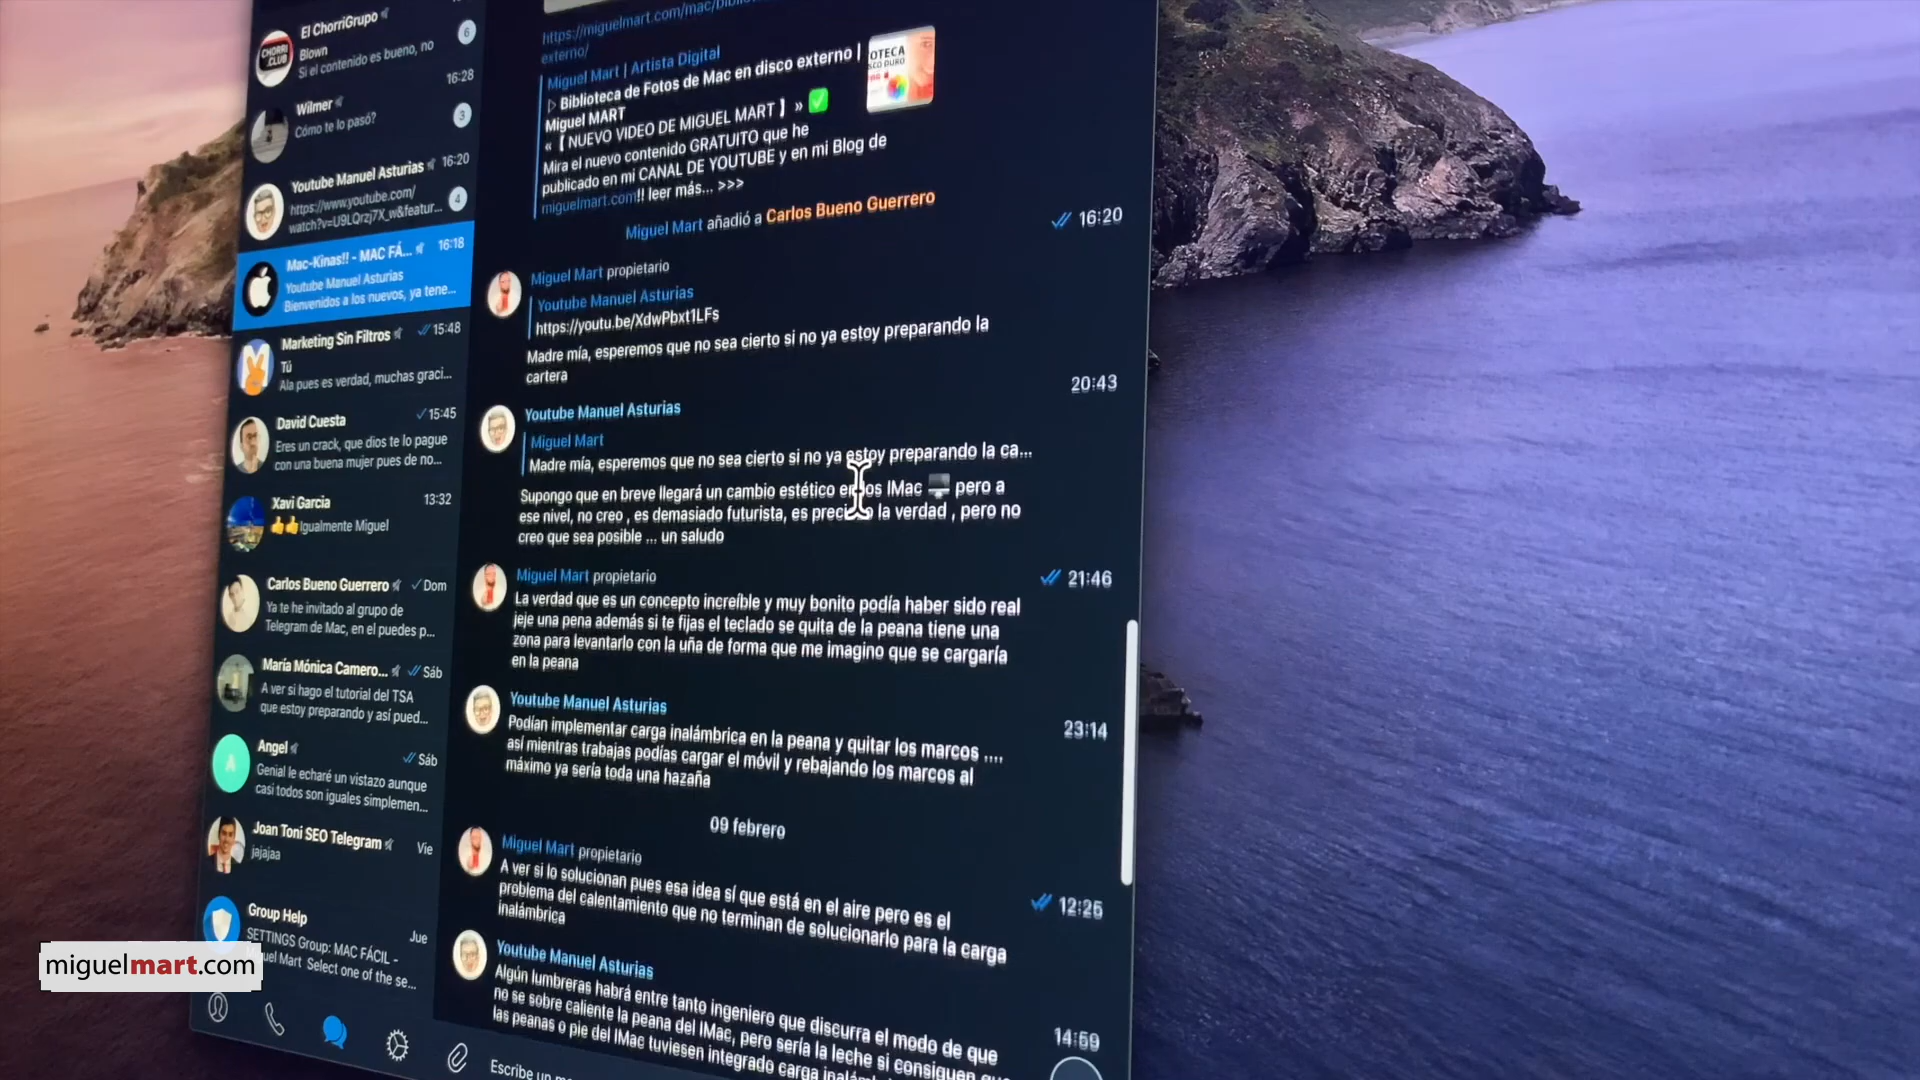 El ChorriGrupo
Blown
Si el contenido es bueno, no
6
16:28
Wilmer
Cómo te lo pasó?
3
Youtube Manuel Asturias
16:20
https://www.youtube.com/
watch?v=U9LQrzj7X_w&featur...
4
Mac-Kinas!! - MAC FÁ...
16:18
Youtube Manuel Asturias
Bienvenidos a los nuevos, ya tene...
Marketing Sin Filtros
15:48
Tú
Ala pues es verdad, muchas graci...
David Cuesta
15:45
Eres un crack, que dios te lo pague
con una buena mujer pues de no...
Xavi Garcia
13:32
👍👍Igualmente Miguel
Carlos Bueno Guerrero
Dom
Ya te he invitado al grupo de
Telegram de Mac, en el puedes p...
María Mónica Camero...
Sáb
A ver si hago el tutorial del TSA
que estoy preparando y así pued...
A
Angel
Sáb
Genial le echaré un vistazo aunque
casi todos son iguales simplemen...
Joan Toni SEO Telegram
Vie
jajajaa
Group Help
Jue
SETTINGS Group: MAC FÁCIL -
Mart Select one of the se...
https://miguelmart.com/mac/
externo/
Miguel Mart | Artista Digital
▷ Biblioteca de Fotos de Mac en disco externo |
Miguel MART
« 【 NUEVO VIDEO DE MIGUEL MART 】 » ✅
Mira el nuevo contenido GRATUITO que he
publicado en mi CANAL DE YOUTUBE y en mi Blog de
miguelmart.com!! leer más... >>>
16:20
Miguel Mart añadió a Carlos Bueno Guerrero
Miguel Mart propietario
Youtube Manuel Asturias
https://youtu.be/XdwPbxt1LFs
Madre mía, esperemos que no sea cierto si no ya estoy preparando la
cartera
20:43
Youtube Manuel Asturias
Miguel Mart
Madre mía, esperemos que no sea cierto si no ya estoy preparando la ca...
Supongo que en breve llegará un cambio estético en los IMac 🖥 pero a
ese nivel, no creo , es demasiado futurista, es precioso la verdad , pero no
creo que sea posible ... un saludo
21:46
Miguel Mart propietario
La verdad que es un concepto increíble y muy bonito podía haber sido real
jeje una pena además si te fijas el teclado se quita de la peana tiene una
zona para levantarlo con la uña de forma que me imagino que se cargaría
en la peana
Youtube Manuel Asturias
23:14
Podían implementar carga inalámbrica en la peana y quitar los marcos ....
así mientras trabajas podías cargar el móvil y rebajando los marcos al
máximo ya sería toda una hazaña
09 febrero
Miguel Mart propietario
12:25
A ver si lo solucionan pues esa idea sí que está en el aire pero es el
problema del calentamiento que no terminan de solucionarlo para la carga
inalámbrica
Youtube Manuel Asturias
14:59
Algún lumbreras habrá entre tanto ingeniero que discurra el modo de que
no se sobre caliente la peana del IMac, pero sería la leche si consiguen que
las peanas o pie del IMac tuviesen integrado carga
Escribe un
miguelmart.com